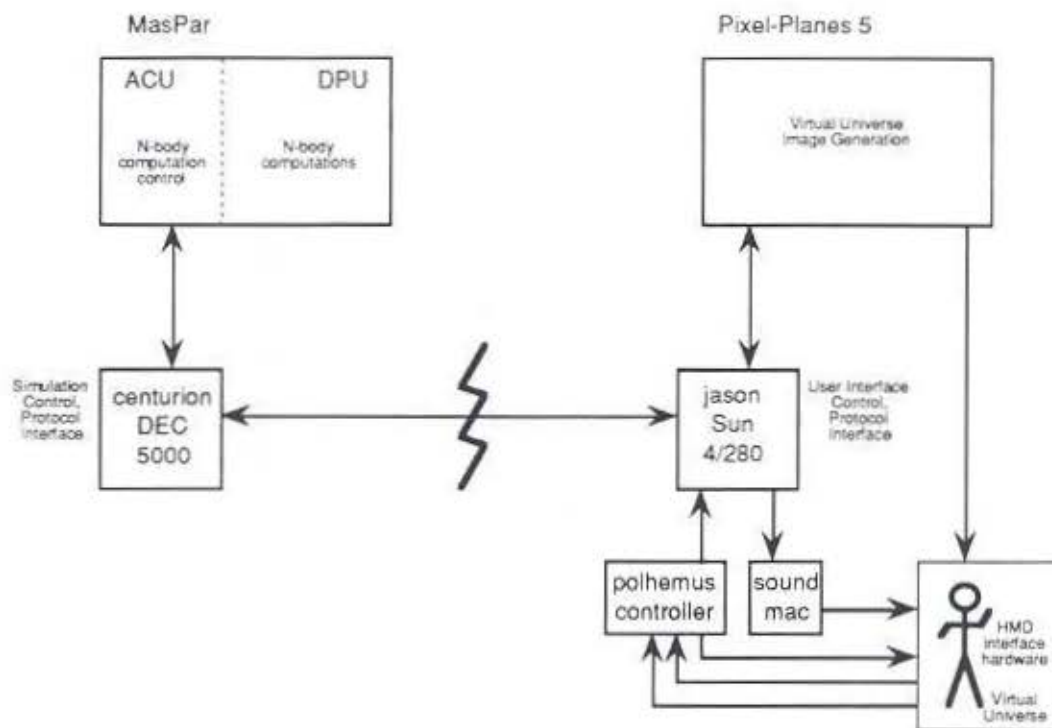 MasPar
Pixel-Planes 5
ACU
DPU
N-body
computation
control
N-body
computations
Virtual Universe
Image Generation
Simulation
Control,
Protocol
Interface
centurion
DEC
5000
jason
Sun
4/280
User Interface
Control,
Protocol
Interface
polhemus
controller
sound
mac
HMD
interface
hardware
Virtual
Universe